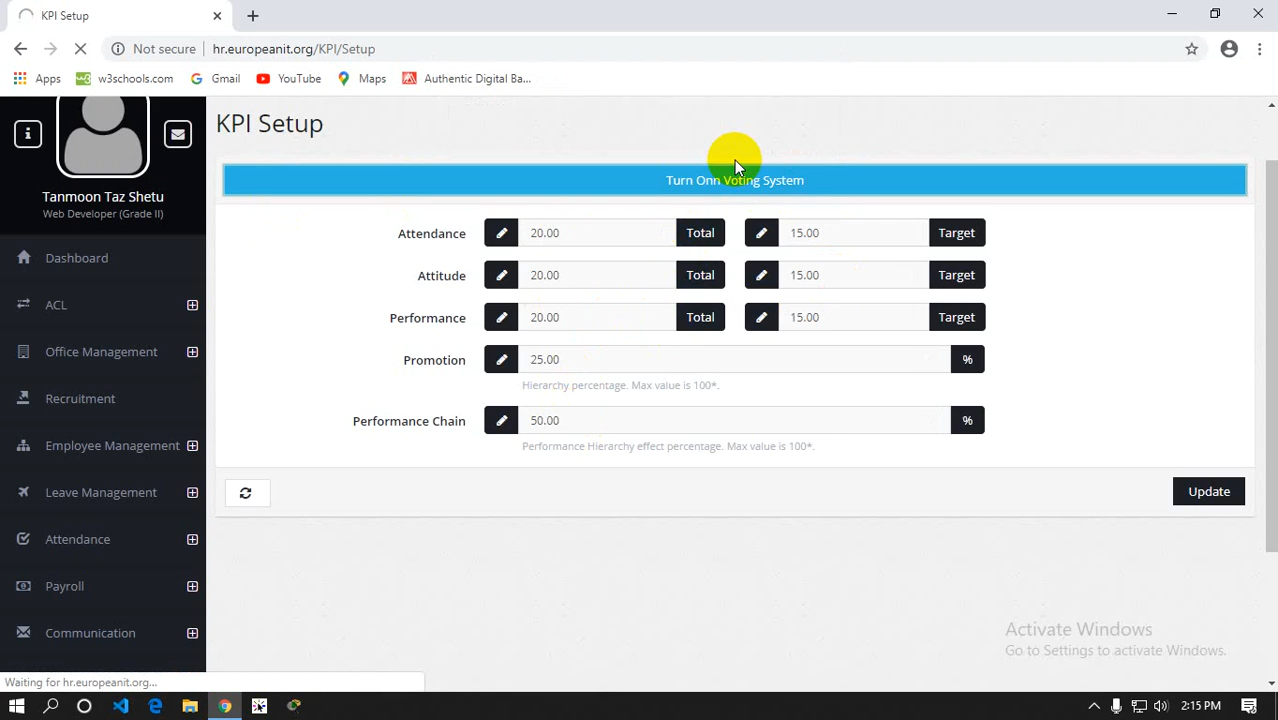 KPI Setup
Not secure hr.europeanit.org/KPI/Setup
Apps w3schools.com Gmail YouTube Maps Authentic Digital Ba...
KPI Setup
Turn Onn Voting System
Tanmoon Taz Shetu
Web Developer (Grade II)
Dashboard
ACL
Office Management
Recruitment
Employee Management
Leave Management
Attendance
Payroll
Communication
Attendance 20.00 Total 15.00 Target
Attitude 20.00 Total 15.00 Target
Performance 20.00 Total 15.00 Target
Promotion 25.00 %
Hierarchy percentage. Max value is 100*.
Performance Chain 50.00 %
Performance Hierarchy effect percentage. Max value is 100*.
Update
Activate Windows
Go to Settings to activate Windows.
Waiting for hr.europeanit.org...
2:15 PM